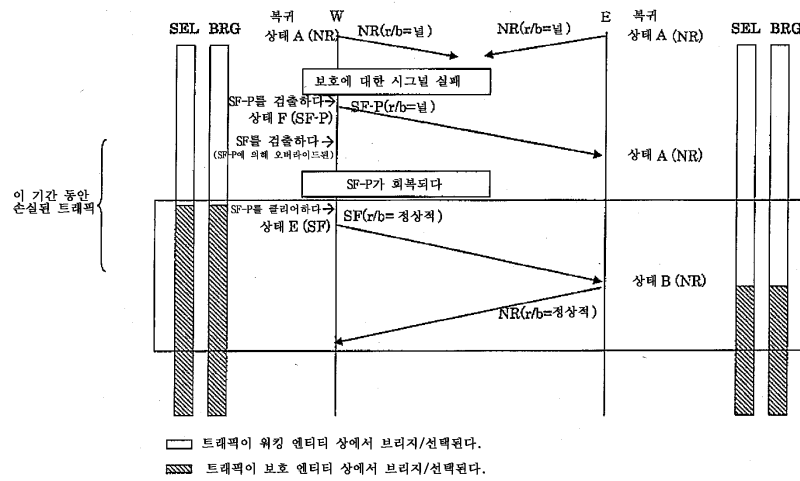 복귀 W E 복귀
SEL BRG 상태 A (NR) NR(r/b=널) NR(r/b=널) 상태 A (NR) SEL BRG
보호에 대한 시그널 실패
SF-P를 검출하다 SF-P(r/b=널)
상태 F (SF-P)
SF를 검출하다
(SF-P에 의해 오버라이드된) 상태 A (NR)
SF-P가 회복되다
이 기간 동안
손실된 트래픽
SF-P를 클리어하다 SF(r/b= 정상적)
상태 E (SF)
상태 B (NR)
NR(r/b=정상적)
트래픽이 워킹 엔티티 상에서 브리지/선택된다.
트래픽이 보호 엔티티 상에서 브리지/선택된다.